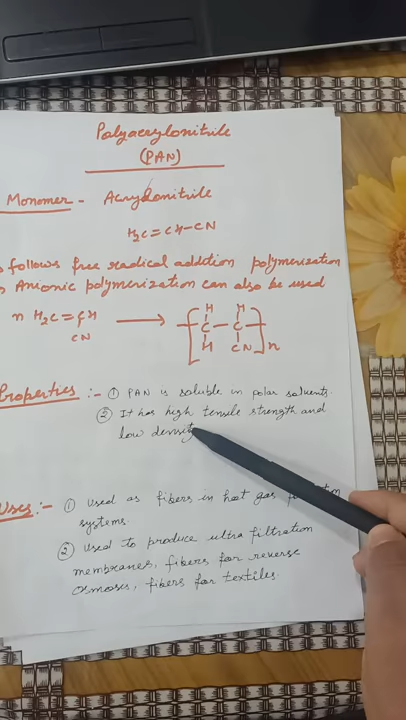 Polyacrylonitrile
(PAN)
Monomer - Acrylonitrile
H₂C=CH-CN
follows free radical addition polymerization
Anionic polymerization can also be used
n H₂C=CH
CN
H H
C-C
H CN n
Properties :- ① PAN is soluble in polar solvents.
② It has high tensile strength and
low density
Uses :- ① Used as fibers in hot gas
systems.
② Used to produce ultra filtration
membranes, fibers for reverse
osmoses, fibers for textiles.